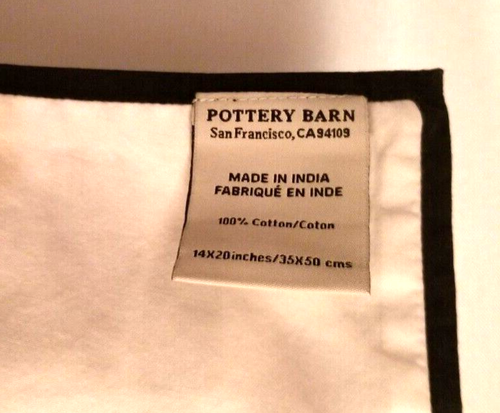 POTTERY BARN
San Francisco, CA 94109
MADE IN INDIA
FABRIQUÉ EN INDE
100% Cotton/Coton
14X20inches/35X50 cms